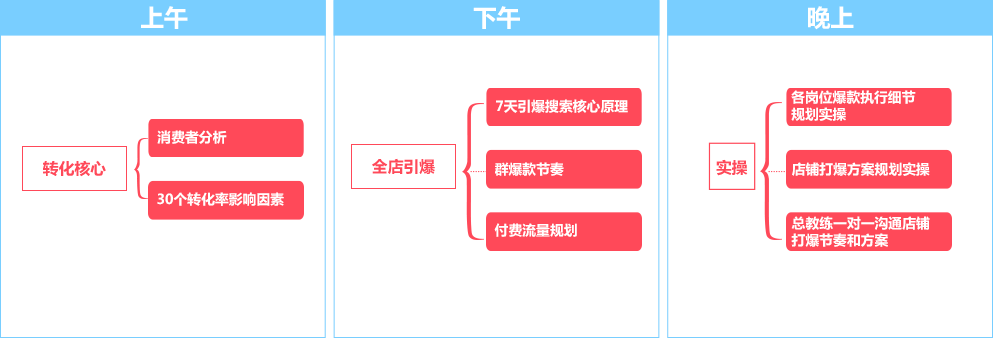 上午
转化核心
消费者分析
30个转化率影响因素
下午
全店引爆
7天引爆搜索核心原理
群爆款节奏
付费流量规划
晚上
实操
各岗位爆款执行细节
规划实操
店铺打爆方案规划实操
总教练一对一沟通店铺
打爆节奏和方案